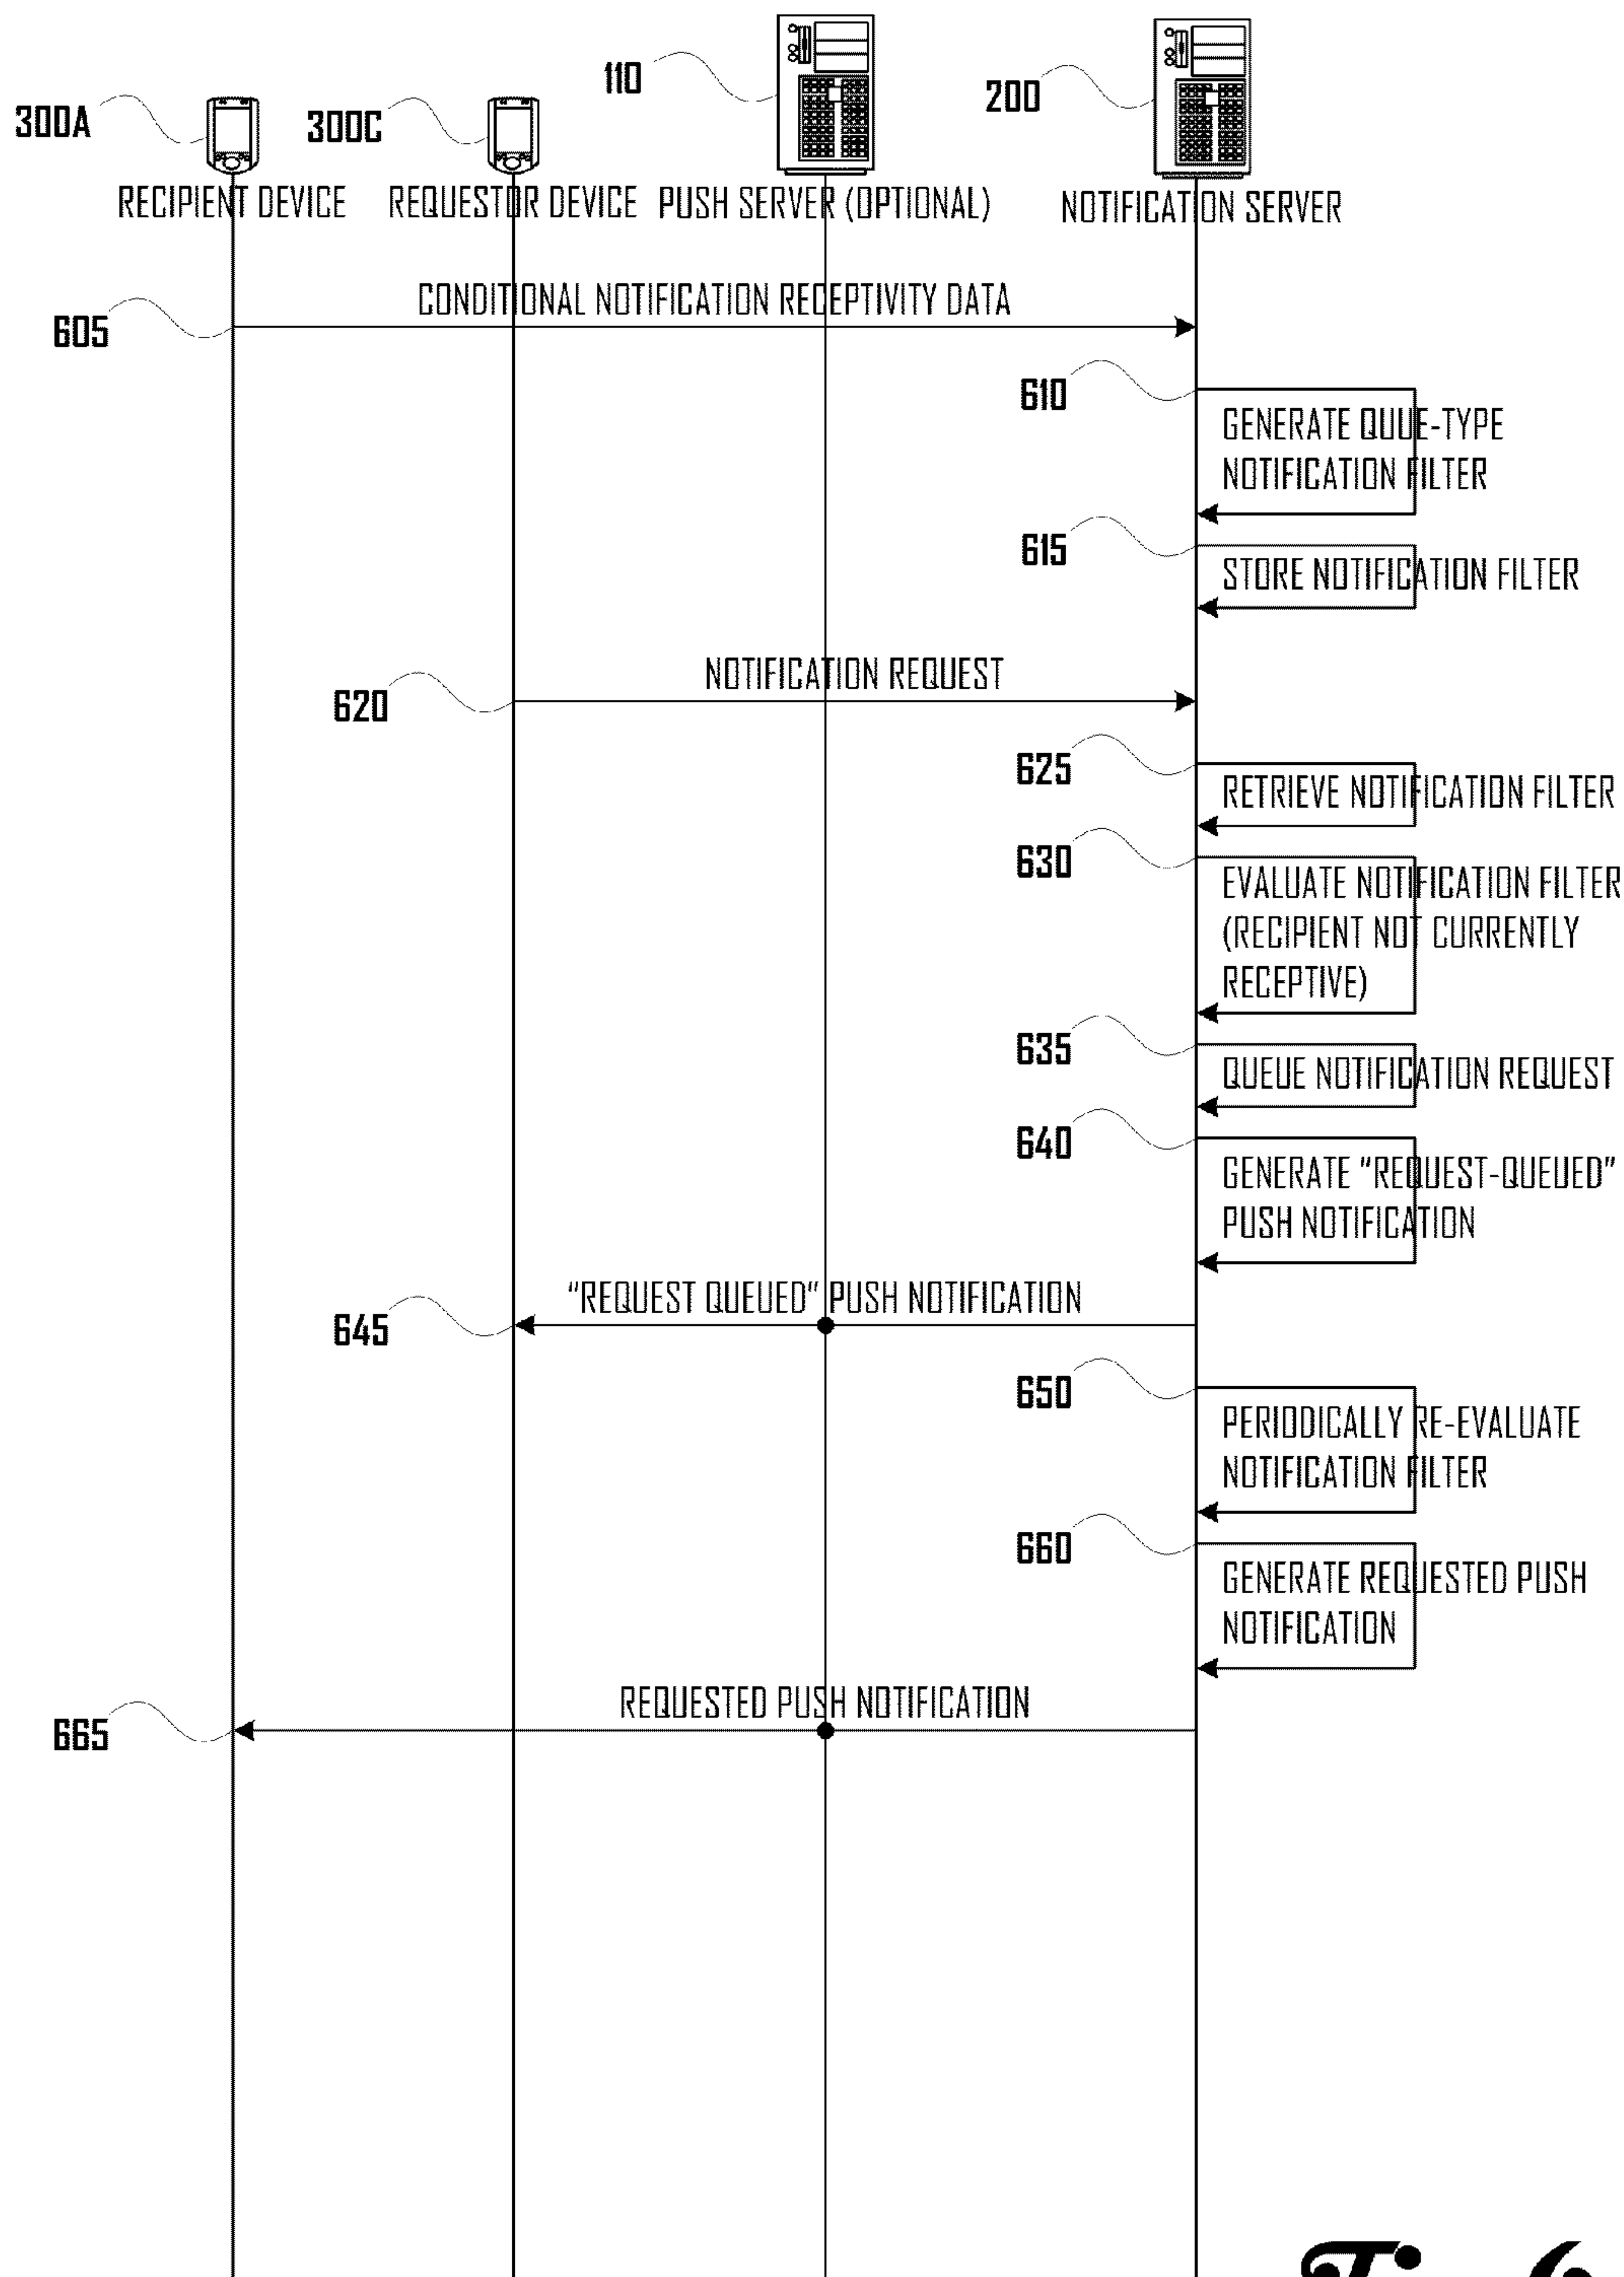 110
200
300A
300C
RECIPIENT DEVICE
REQUESTOR DEVICE
PUSH SERVER (OPTIONAL)
NOTIFICATION SERVER
CONDITIONAL NOTIFICATION RECEPTIVITY DATA
605
610
GENERATE QUUE-TYPE
NOTIFICATION FILTER
615
STORE NOTIFICATION FILTER
NOTIFICATION REQUEST
620
625
RETRIEVE NOTIFICATION FILTER
630
EVALUATE NOTIFICATION FILTER
(RECIPIENT NOT CURRENTLY
RECEPTIVE)
635
QUEUE NOTIFICATION REQUEST
640
GENERATE "REQUEST-QUEUED"
PUSH NOTIFICATION
"REQUEST QUEUED" PUSH NOTIFICATION
645
650
PERIODICALLY RE-EVALUATE
NOTIFICATION FILTER
660
GENERATE REQUESTED PUSH
NOTIFICATION
REQUESTED PUSH NOTIFICATION
665